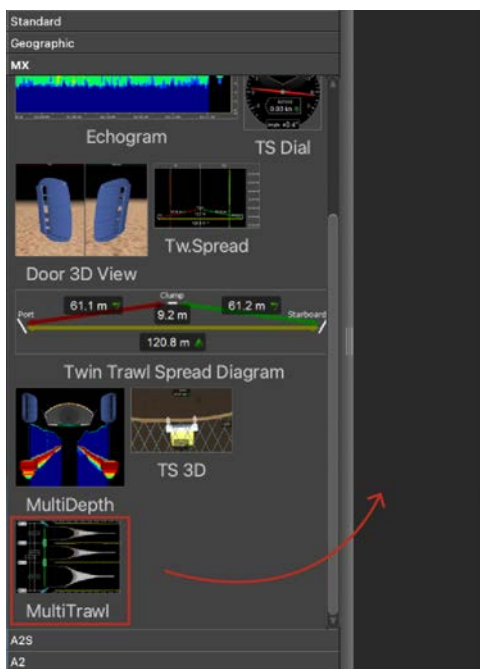 Standard
Geographic
MX
Echogram
TS Dial
Door 3D View
Tw.Spread
Clump
61.1 m
61.2 m
Port
9.2 m
Starboard
120.8 m
Twin Trawl Spread Diagram
MultiDepth
TS 3D
MultiTrawl
A2S
A2